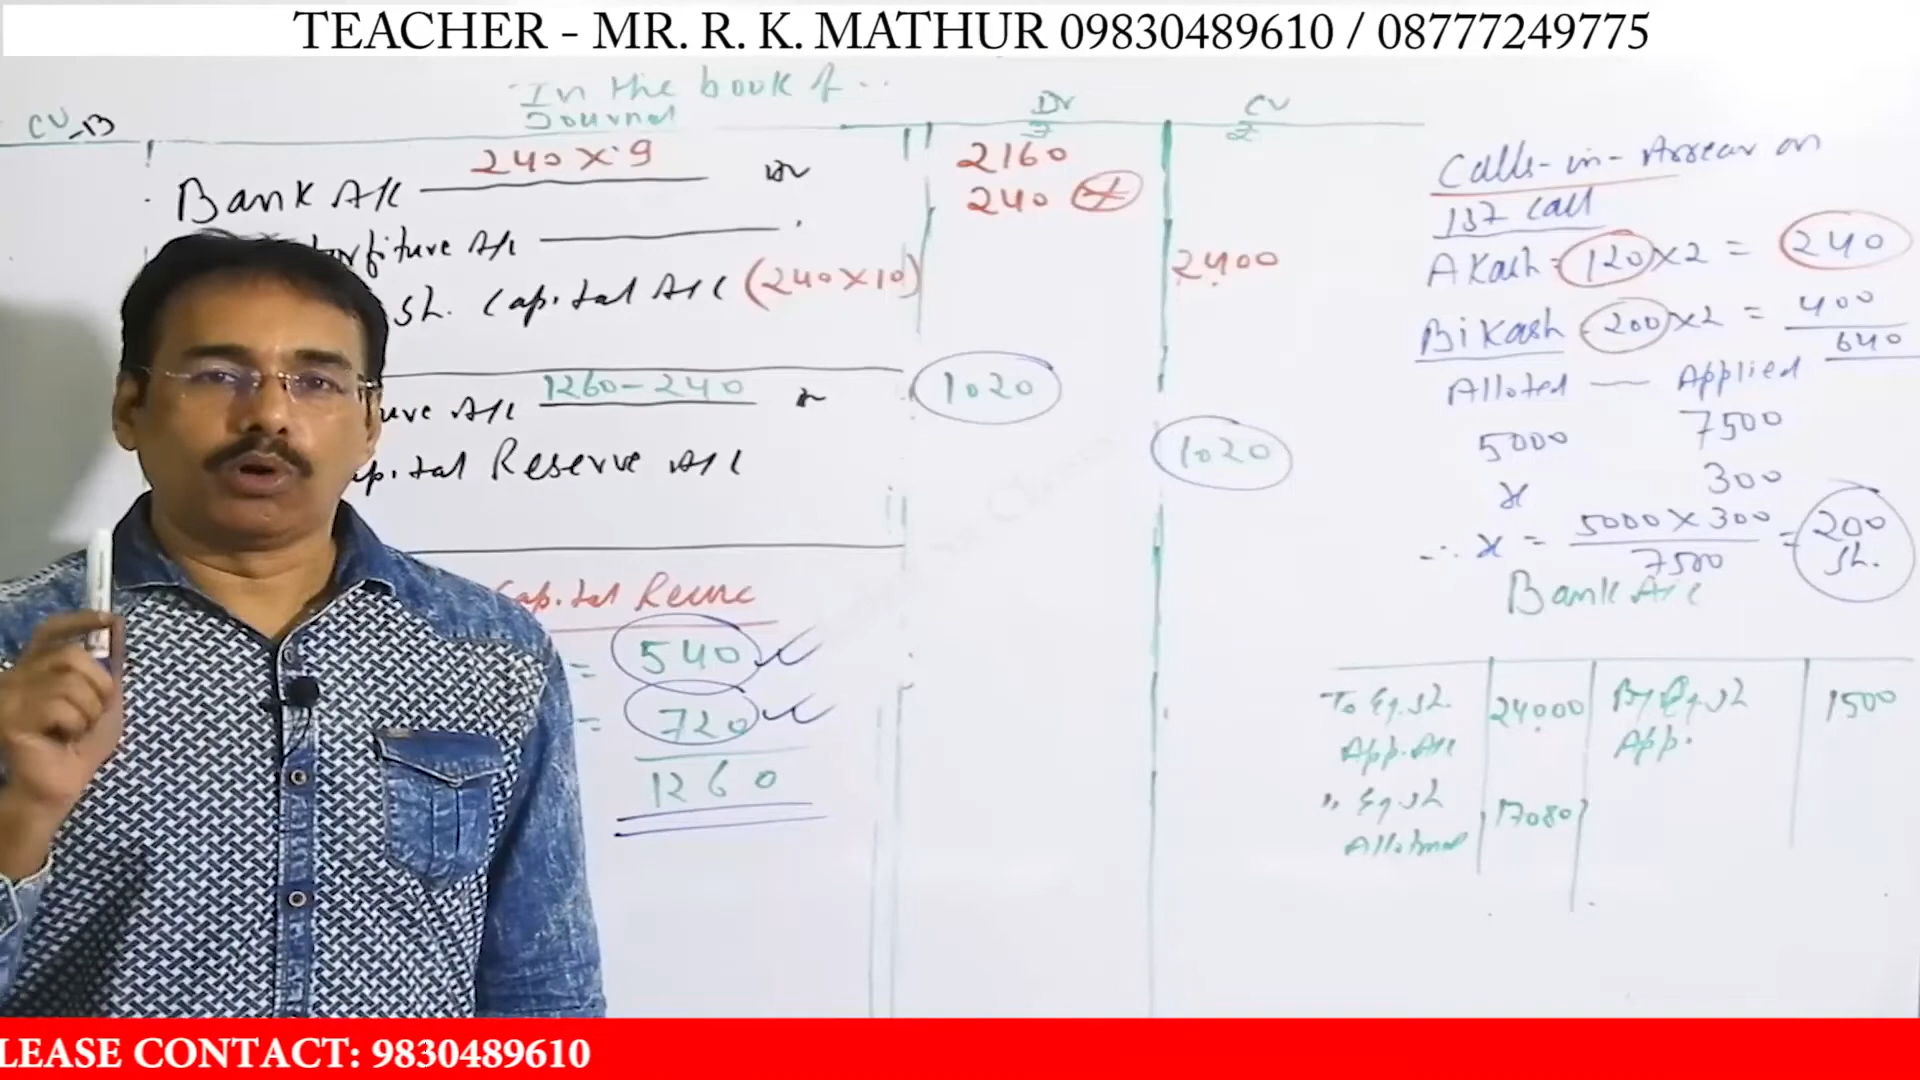 TEACHER - MR. R. K. MATHUR 09830489610 / 08777249775
In the book of ...
Journal
Dr
Cr
240 x 9
2160
Bank A/c Dr
240
forfiture A/c
Sh. Capital A/c (240 x 10)
2400
1260 - 240
A/c
1020
Capital Reserve A/c
1020
Capital Reserve
= 540
= 720
1260
Calls-in-Arrear on
1st Call
Akash = 120 x 2 = 240
Bikash = 200 x 2 = 400
640
Alloted — Applied
5000 7500
x 300
∴ x = 5000 x 300 / 7500 = 200 sh.
Bank A/c
To Eq. sh. 24000 By Eq. sh 1500
App. A/c App.
" Eq. sh 17080
Allotment
LEASE CONTACT: 9830489610